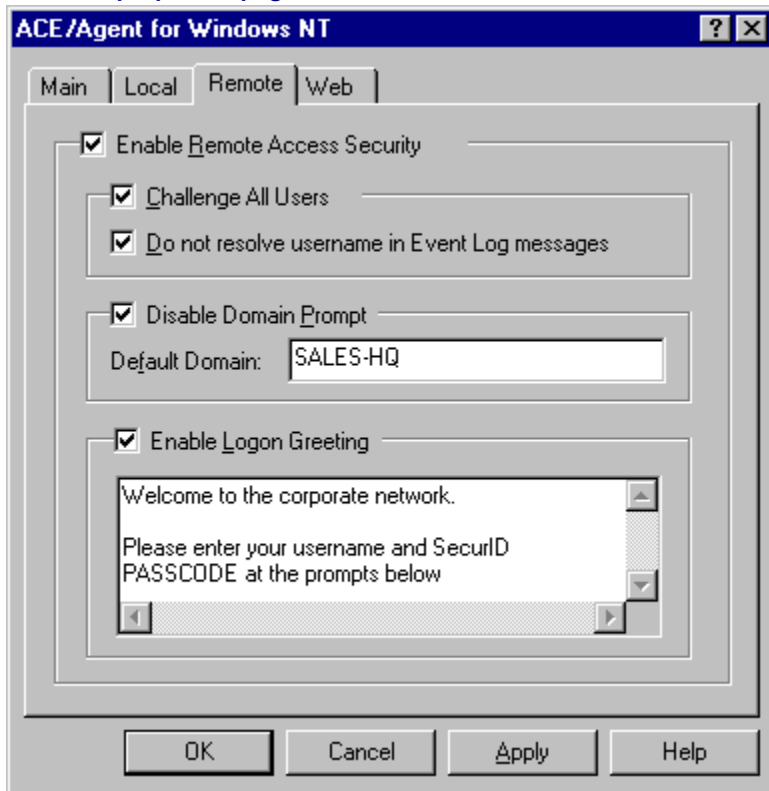 ACE/Agent for Windows NT
Main Local Remote Web
Enable Remote Access Security
Challenge All Users
Do not resolve username in Event Log messages
Disable Domain Prompt
Default Domain: SALES-HQ
Enable Logon Greeting
Welcome to the corporate network.
Please enter your username and SecurID
PASSCODE at the prompts below
OK Cancel Apply Help